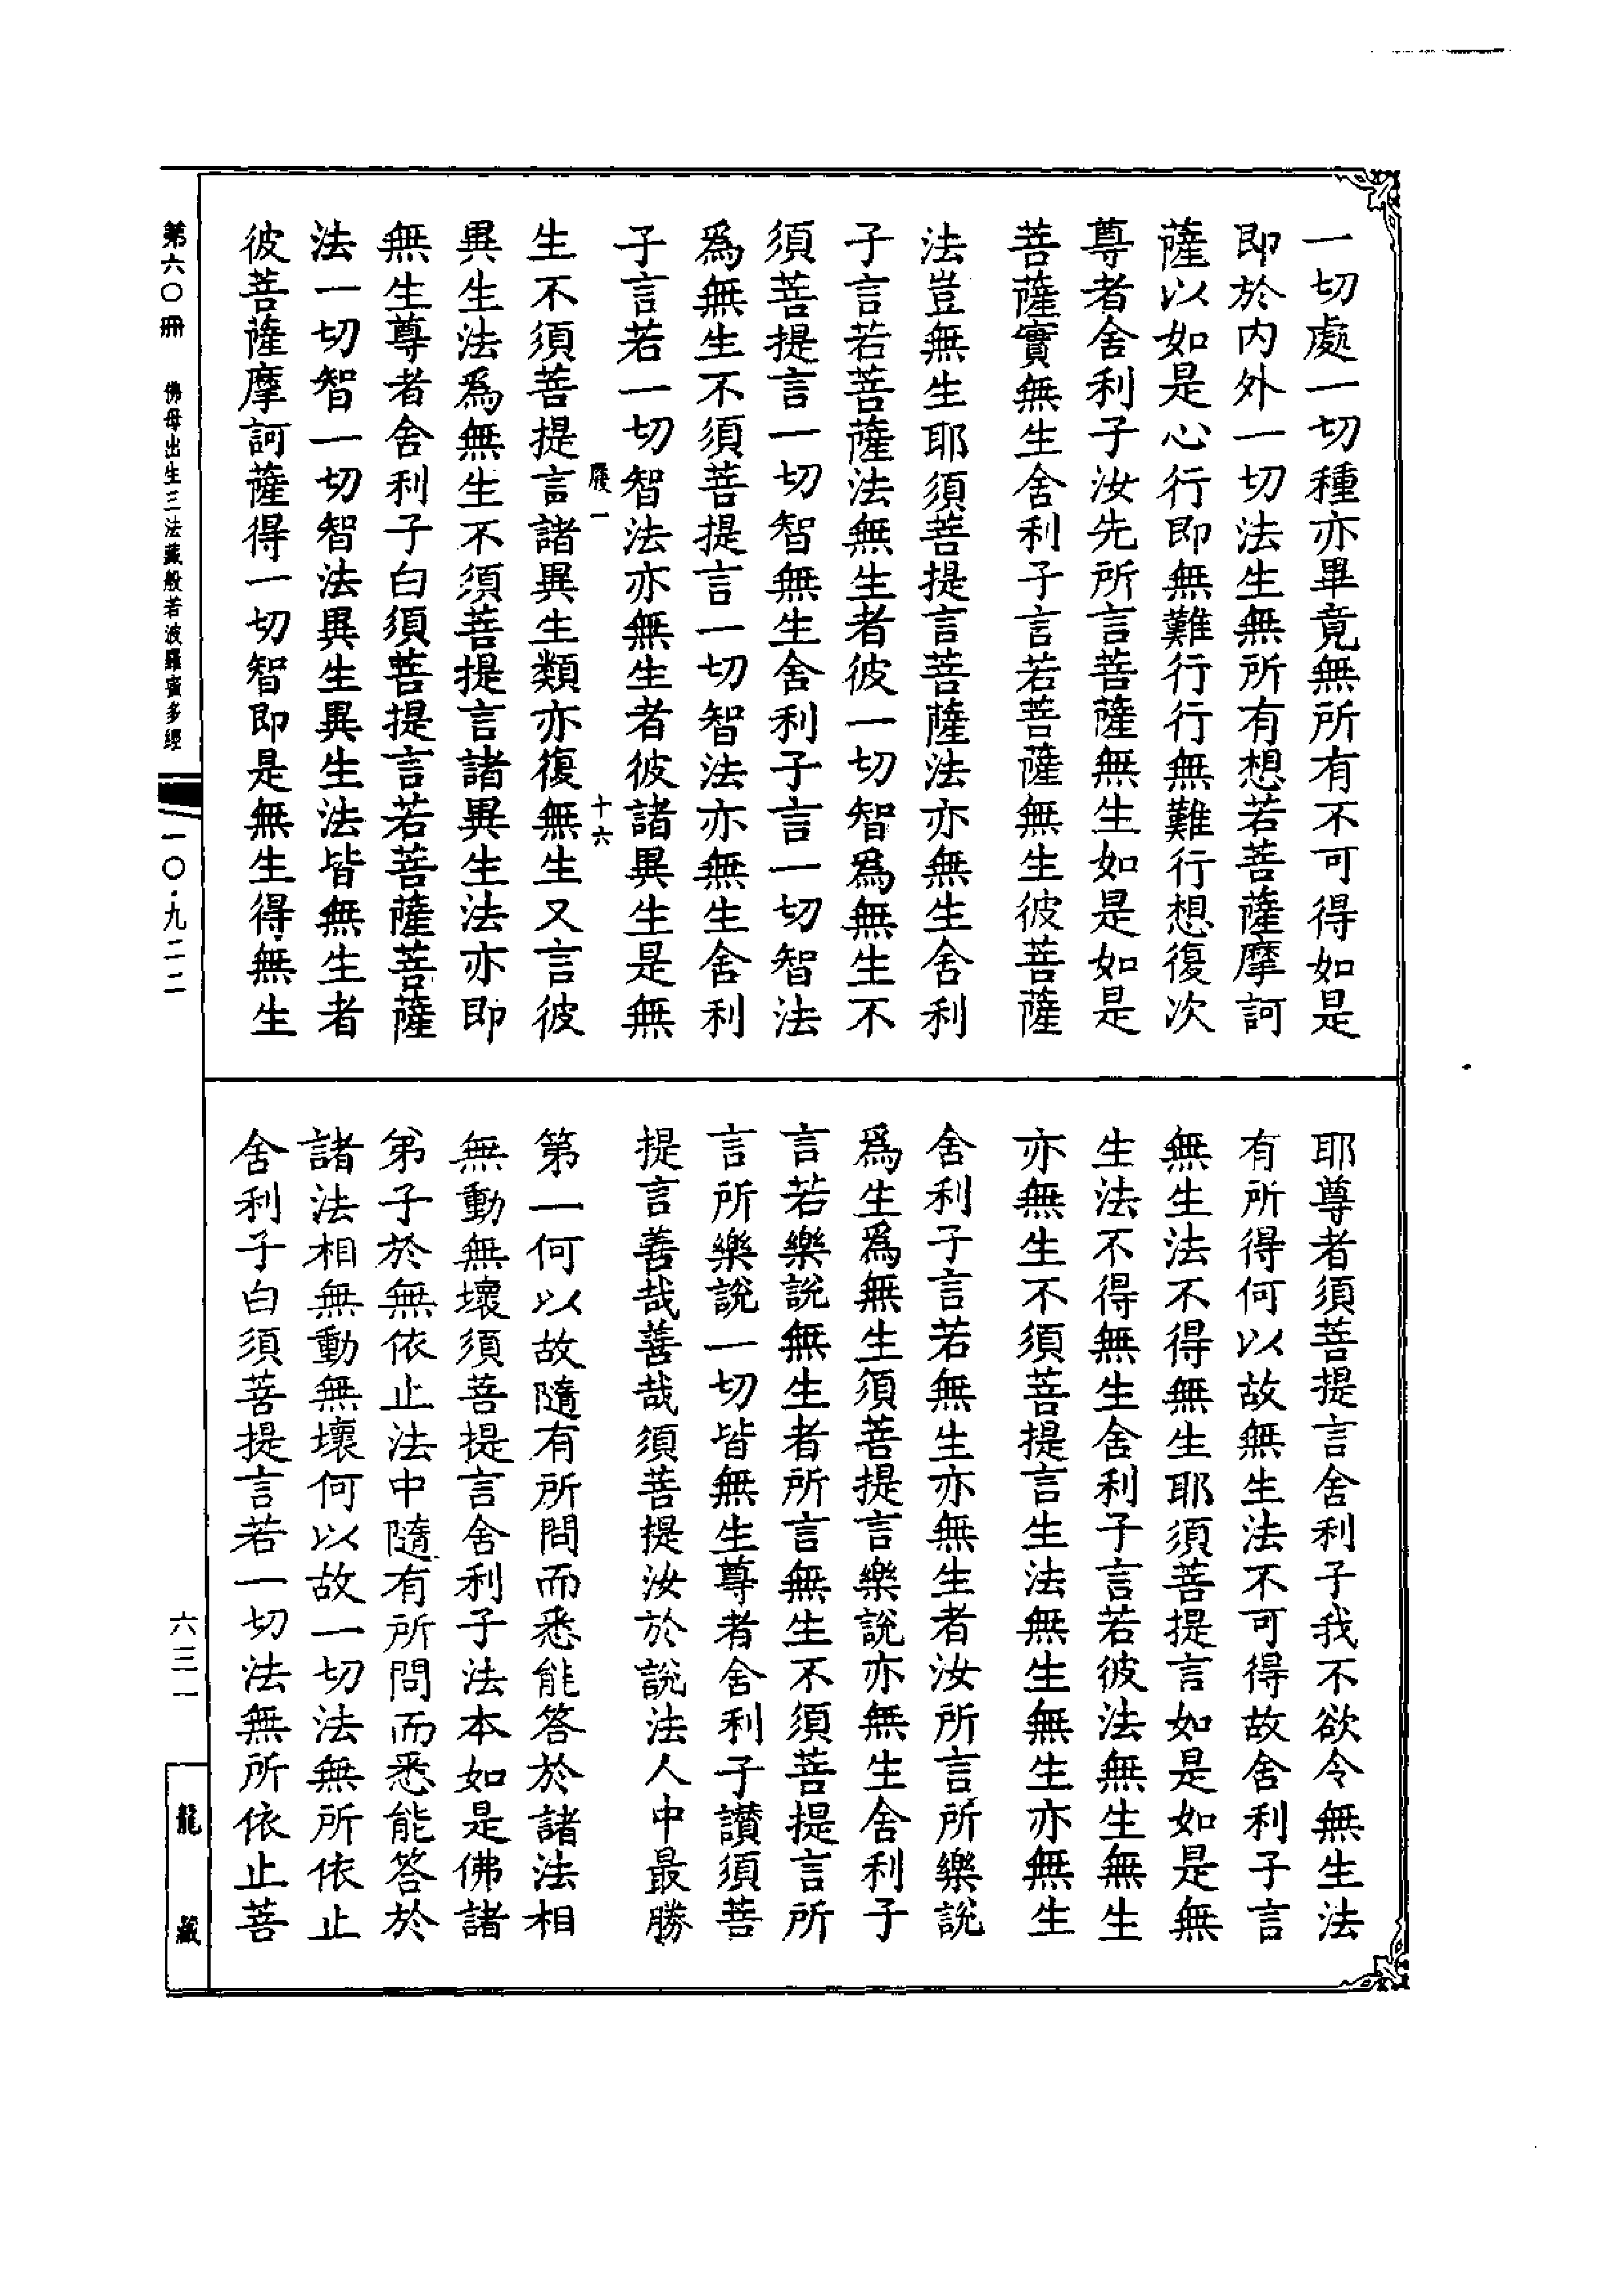 一切處一切種亦畢竟無所有不可得如是
即於内外一切法生無所有想若菩薩摩訶
薩以如是心行即無難行行無難行想復次
尊者舍利子汝先所言菩薩無生如是如是
菩薩實無生舍利子言若菩薩無生彼菩薩
法豈無生耶須菩提言菩薩法亦無生舍利
子言若菩薩法無生者彼一切智爲無生不
須菩提言一切智無生舍利子言一切智法
爲無生不須菩提言一切智法亦無生舍利
子言若一切智法亦無生者彼諸異生是無
履一 十六
生不須菩提言諸異生類亦復無生又言彼
異生法爲無生不須菩提言諸異生法亦即
無生尊者舍利子白須菩提言若菩薩菩薩
法一切智一切智法異生異生法皆無生者
彼菩薩摩訶薩得一切智即是無生得無生
耶尊者須菩提言舍利子我不欲令無生法
有所得何以故無生法不可得故舍利子言
無生法不得無生耶須菩提言如是如是無
生法不得無生舍利子言若彼法無生無生
亦無生不須菩提言生法無生無生亦無生
舍利子言若無生亦無生者汝所言所樂説
爲生爲無生須菩提言樂説亦無生舍利子
言若樂説無生者所言無生不須菩提言所
言所樂説一切皆無生尊者舍利子讃須菩
提言善哉善哉須菩提汝於説法人中最勝
第一何以故隨有所問而悉能答於諸法相
無動無壞須菩提言舍利子法本如是佛諸
弟子於無依止法中隨有所問而悉能答於
諸法相無動無壞何以故一切法無所依止
舍利子白須菩提言若一切法無所依止菩
第六〇冊 佛母出生三法藏般若波羅蜜多經
一〇·九二二
六三一
龍藏